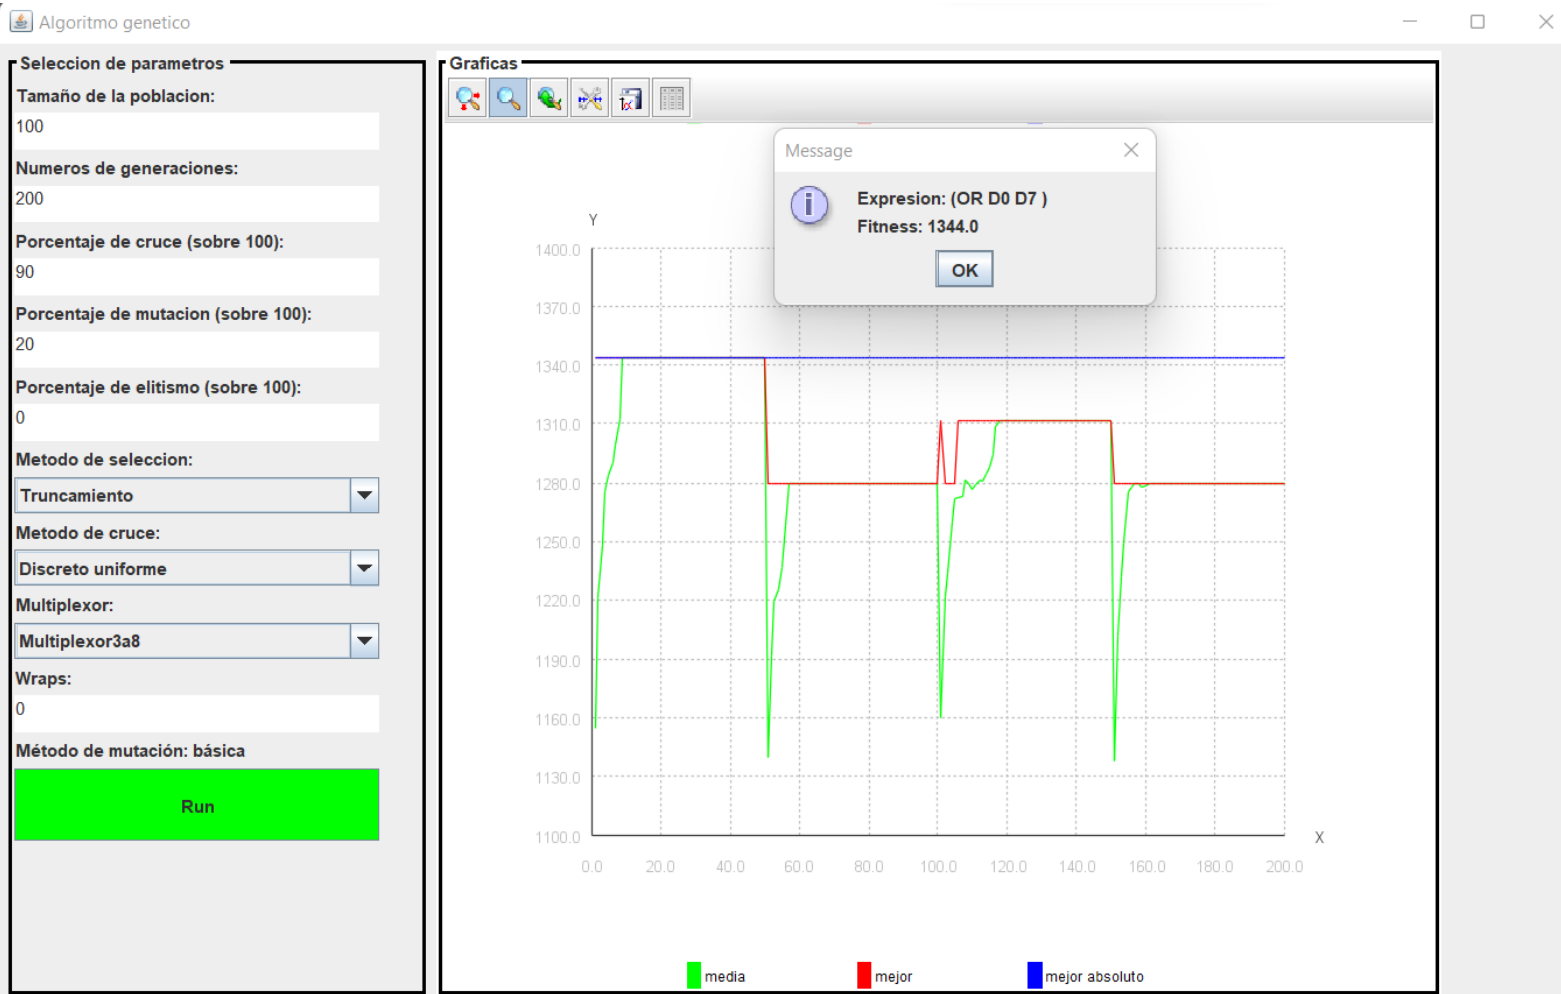 Algoritmo genetico
Seleccion de parametros
Tamaño de la poblacion:
100
Numeros de generaciones:
200
Porcentaje de cruce (sobre 100):
90
Porcentaje de mutacion (sobre 100):
20
Porcentaje de elitismo (sobre 100):
0
Metodo de seleccion:
Truncamiento
Metodo de cruce:
Discreto uniforme
Multiplexor:
Multiplexor3a8
Wraps:
0
Método de mutación: básica
Run
Graficas
Message
Expresion: (OR D0 D7 )
Fitness: 1344.0
OK
Y
1400.0
1370.0
1340.0
1310.0
1280.0
1250.0
1220.0
1190.0
1160.0
1130.0
1100.0
X
0.0 20.0 40.0 60.0 80.0 100.0 120.0 140.0 160.0 180.0 200.0
media mejor mejor absoluto